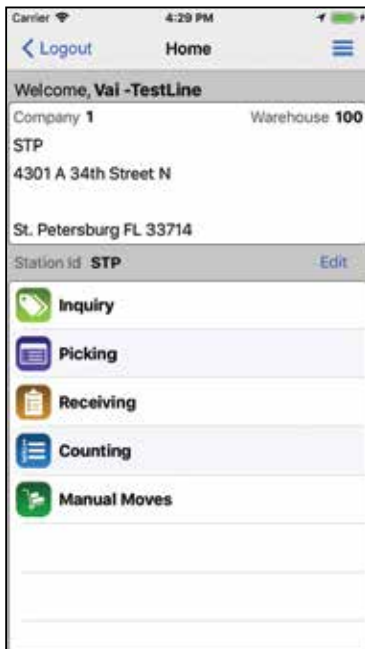 Carrier 4:29 PM
Logout Home
Welcome, Vai -TestLine
Company 1 Warehouse 100
STP
4301 A 34th Street N
St. Petersburg FL 33714
Station Id STP Edit
Inquiry
Picking
Receiving
Counting
Manual Moves